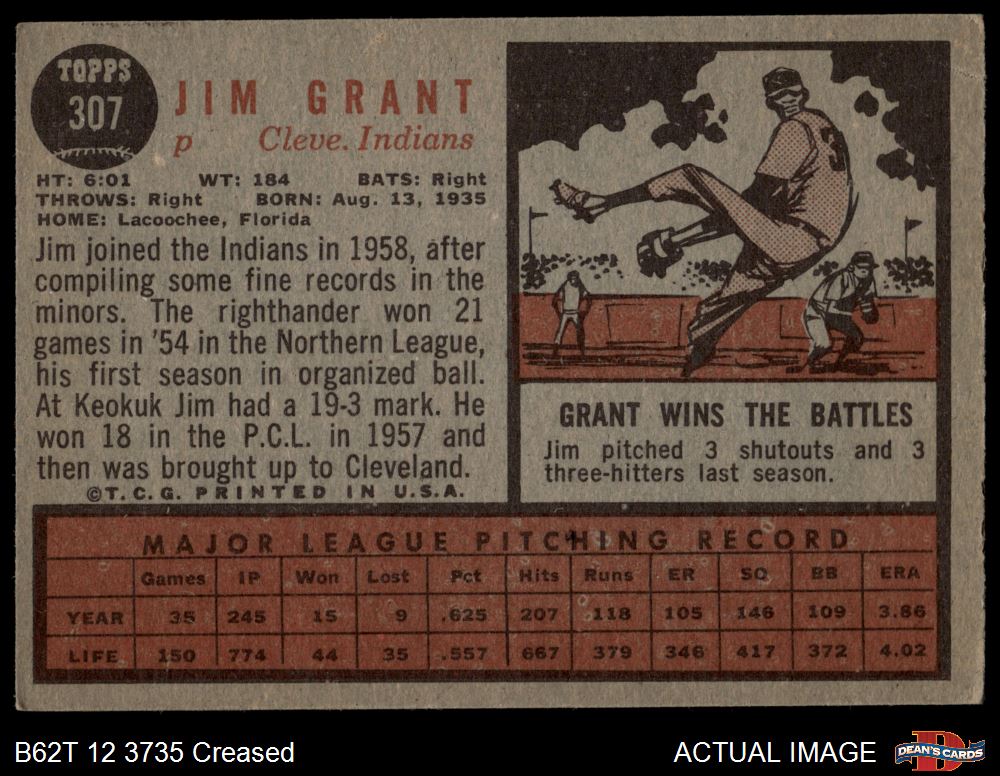 TOPPS
307
JIM GRANT
p Cleve. Indians
HT: 6:01 WT: 184 BATS: Right
THROWS: Right BORN: Aug. 13, 1935
HOME: Lacoochee, Florida
Jim joined the Indians in 1958, after
compiling some fine records in the
minors. The righthander won 21
games in '54 in the Northern League,
his first season in organized ball.
At Keokuk Jim had a 19-3 mark. He
won 18 in the P.C.L. in 1957 and
then was brought up to Cleveland.
©T.C.G. PRINTED IN U.S.A.
GRANT WINS THE BATTLES
Jim pitched 3 shutouts and 3
three-hitters last season.
MAJOR LEAGUE PITCHING RECORD
Games IP Won Lost Pct Hits Runs ER SO BB ERA
YEAR 35 245 15 9 .625 207 118 105 146 109 3.86
LIFE 150 774 44 35 .557 667 379 346 417 372 4.02
B62T 12 3735 Creased
ACTUAL IMAGE
DEAN'S CARDS